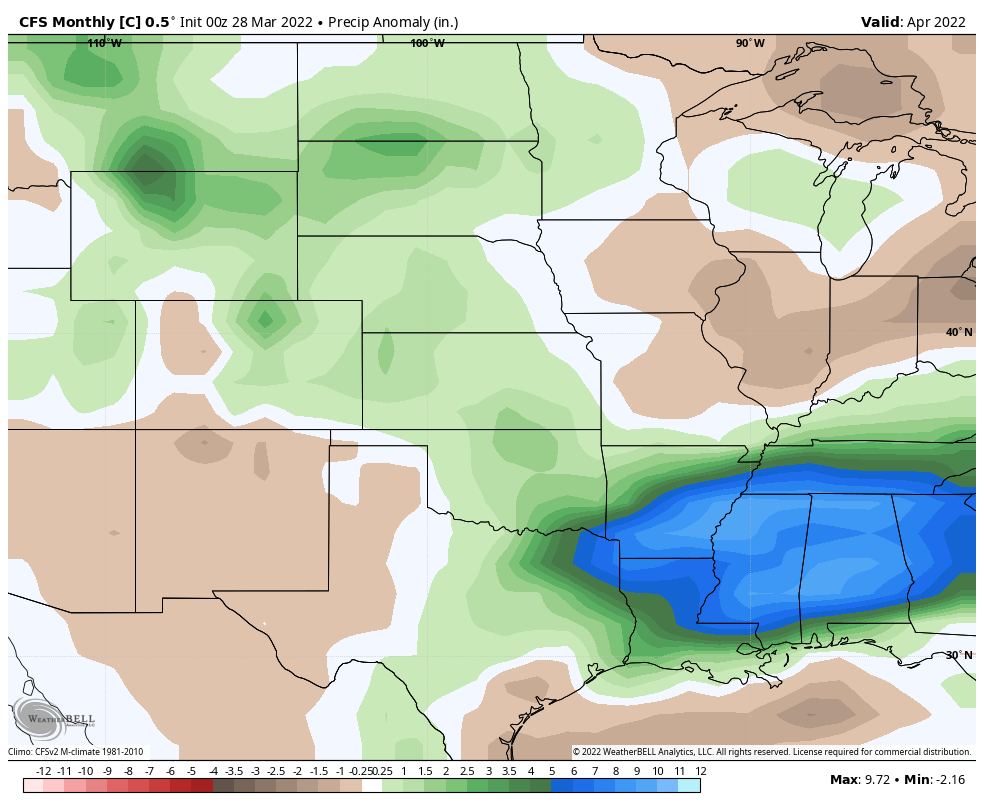 CFS Monthly [C] 0.5° Init 00z 28 Mar 2022 • Precip Anomaly (in.)
Valid: Apr 2022
110°W 100°W 90°W
40°N
30°N
WEATHERBELL
Climo: CFSv2 M-climate 1981-2010
© 2022 WeatherBELL Analytics, LLC. All rights reserved. License required for commercial distribution.
-12 -11 -10 -9 -8 -7 -6 -5 -4 -3.5 -3 -2.5 -2 -1.5 -1 -0.25 0.25 1 1.5 2 2.5 3 3.5 4 5 6 7 8 9 10 11 12
Max: 9.72 • Min: -2.16